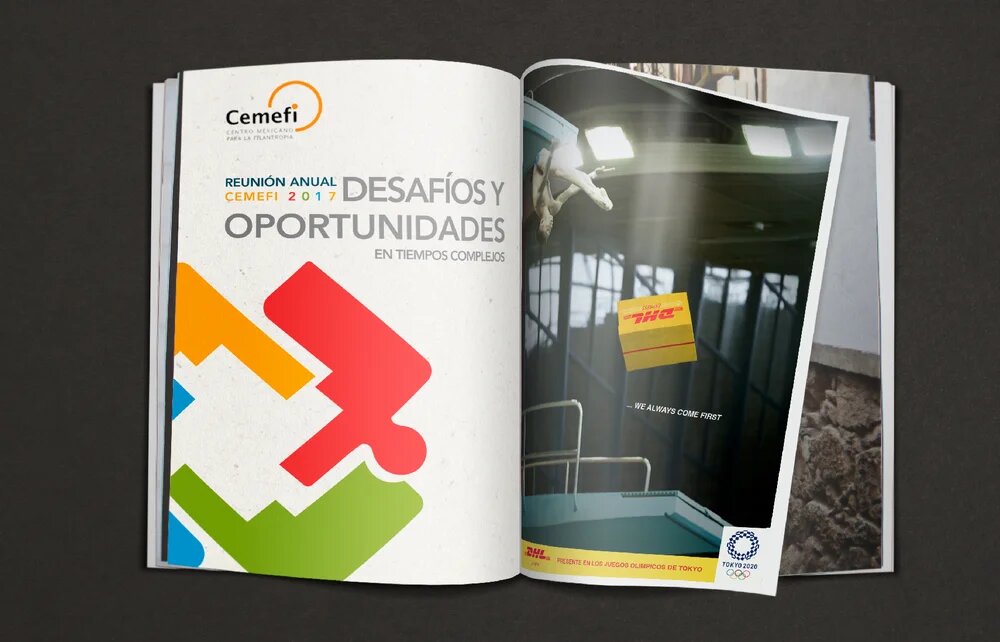 Cemefi
CENTRO MEXICANO
PARA LA FILANTROPIA
REUNIÓN ANUAL
CEMEFI 2017
DESAFÍOS Y
OPORTUNIDADES
EN TIEMPOS COMPLEJOS
DHL
... WE ALWAYS COME FIRST
DHL
PRESENTE EN LOS JUEGOS OLIMPICOS DE TOKYO
TOKYO 2020